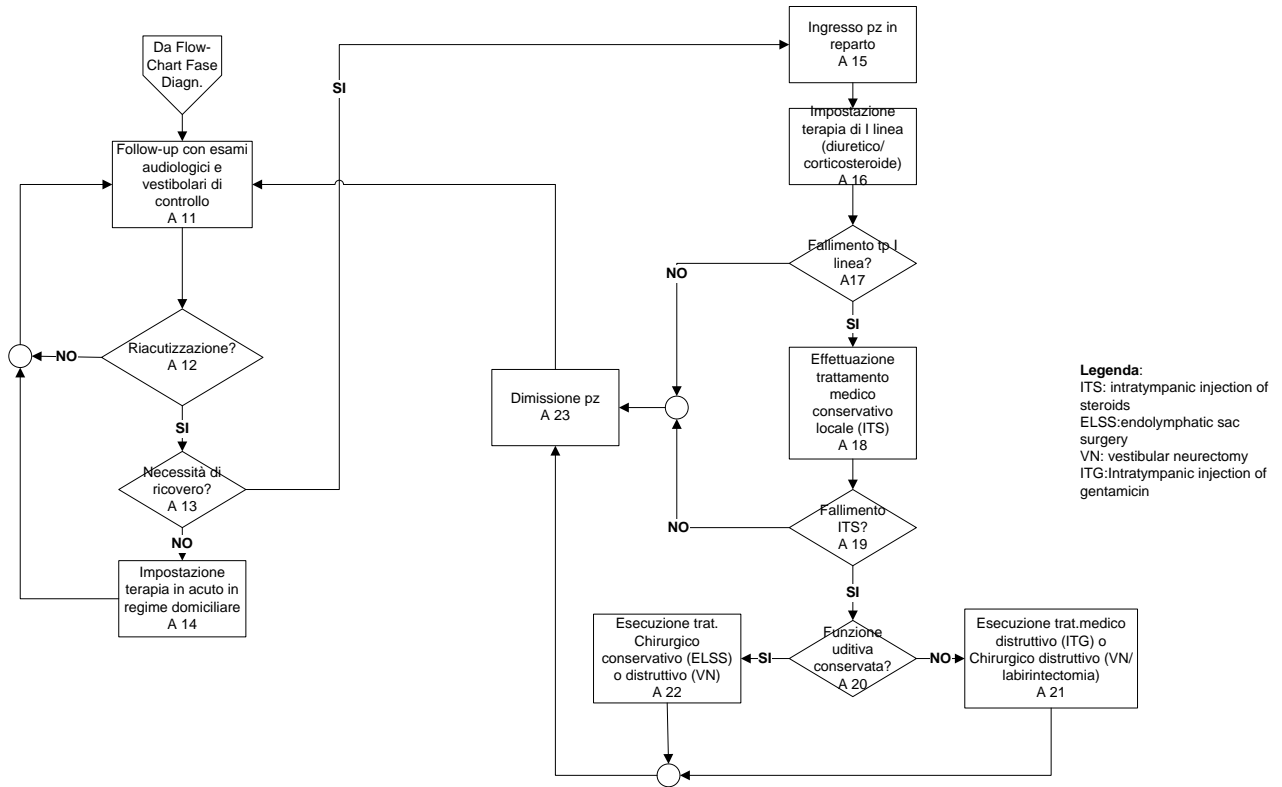 Da Flow-
Chart Fase
Diagn.
Follow-up con esami
audiologici e
vestibolari di
controllo
A 11
Riacutizzazione?
A 12
NO
SI
Necessità di
ricovero?
A 13
SI
NO
Impostazione
terapia in acuto in
regime domiciliare
A 14
Ingresso pz in
reparto
A 15
Impostazione
terapia di I linea
(diuretico/
corticosteroide)
A 16
Fallimento tp I
linea?
A17
NO
SI
Effettuazione
trattamento
medico
conservativo
locale (ITS)
A 18
Dimissione pz
A 23
Fallimento
ITS?
A 19
NO
SI
Funzione
uditiva
conservata?
A 20
SI
NO
Esecuzione trat.
Chirurgico
conservativo (ELSS)
o distruttivo (VN)
A 22
Esecuzione trat.medico
distruttivo (ITG) o
Chirurgico distruttivo (VN/
labirintectomia)
A 21
Legenda:
ITS: intratympanic injection of
steroids
ELSS:endolymphatic sac
surgery
VN: vestibular neurectomy
ITG:Intratympanic injection of
gentamicin